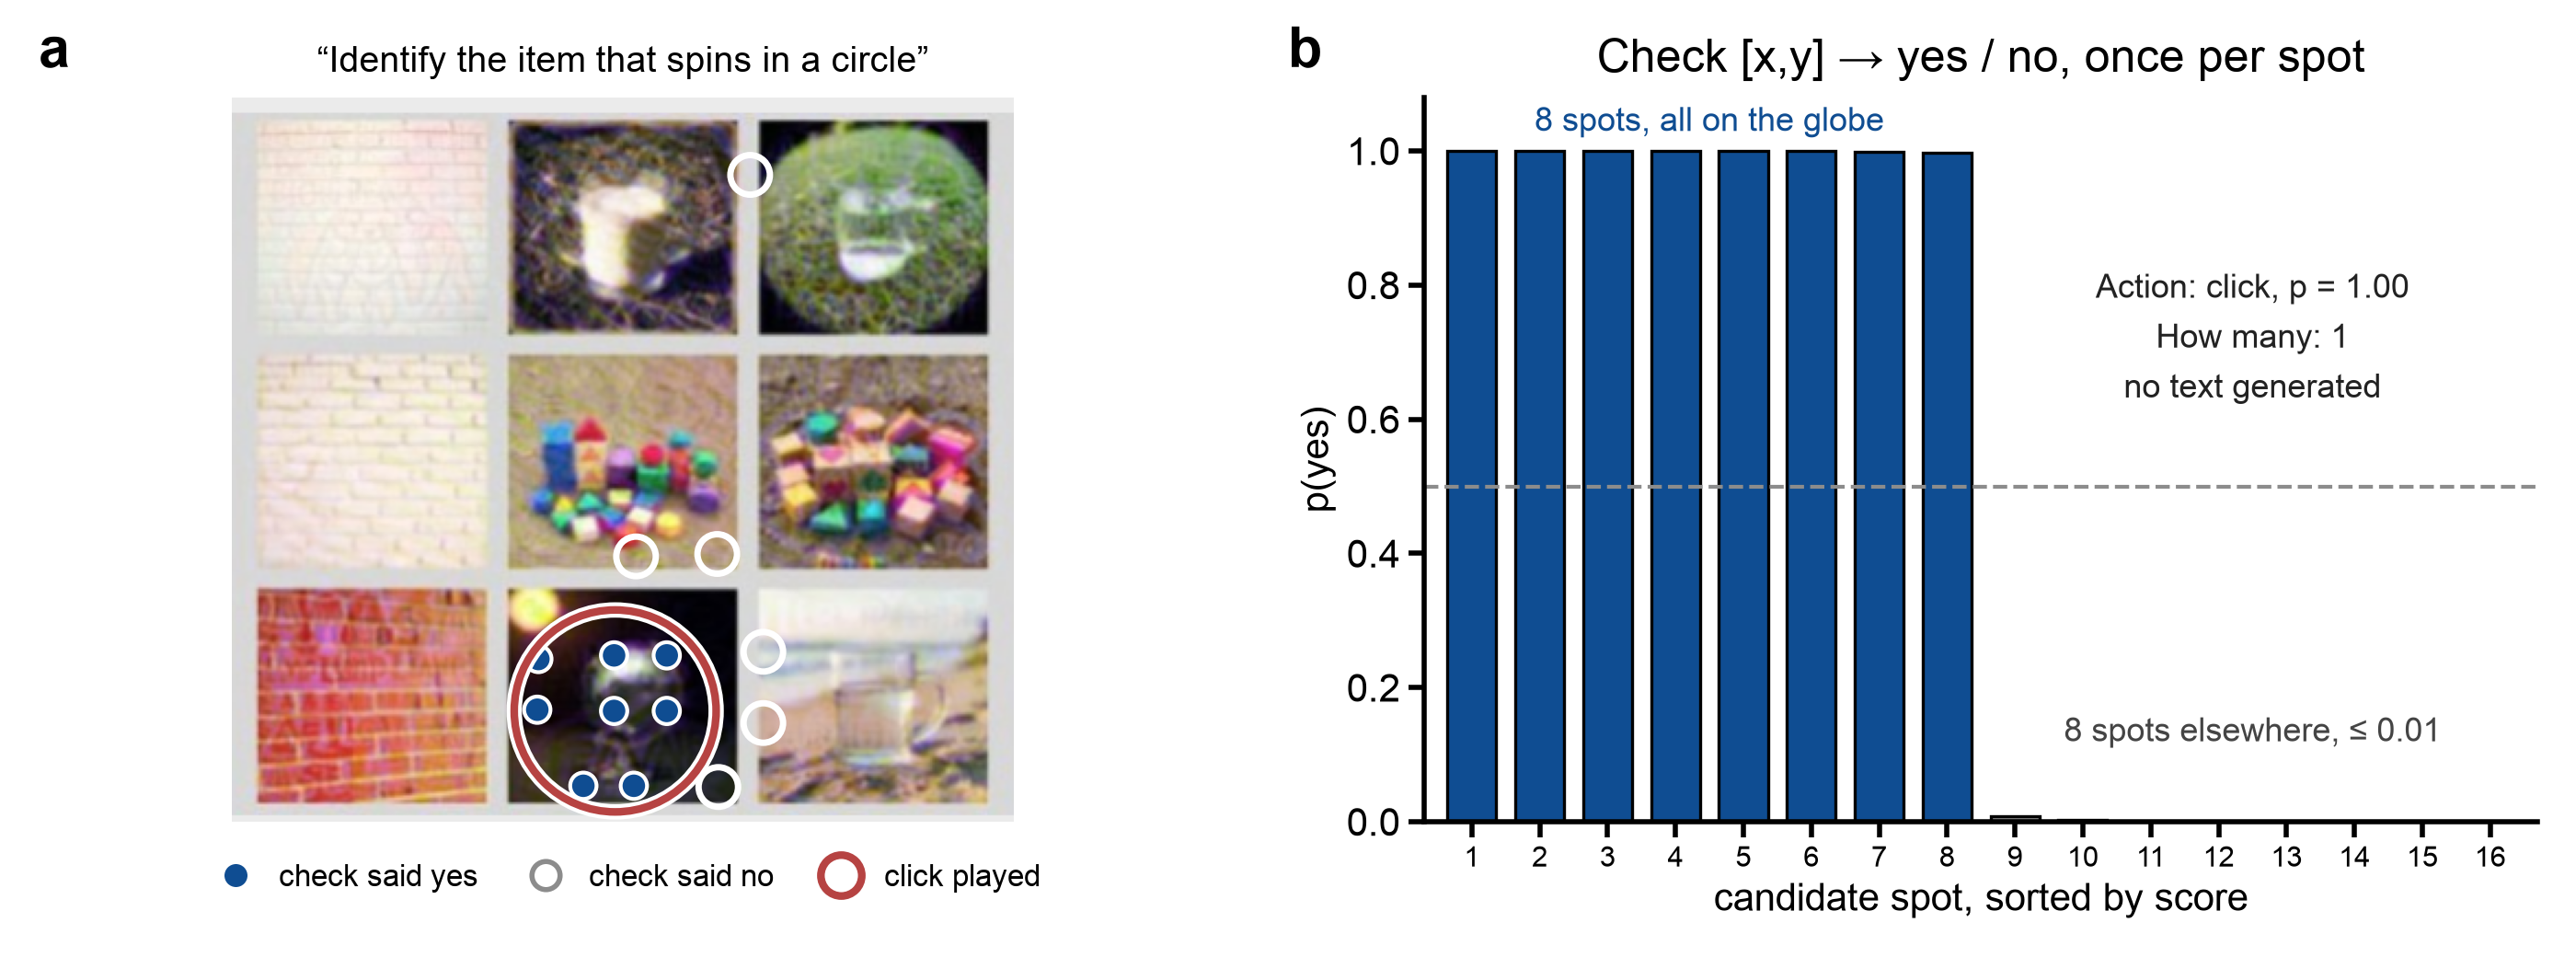 a
“Identify the item that spins in a circle”
check said yes
check said no
click played
b
Check [x,y] → yes / no, once per spot
8 spots, all on the globe
1.0
0.8
0.6
0.4
0.2
0.0
p(yes)
Action: click, p = 1.00
How many: 1
no text generated
8 spots elsewhere, ≤ 0.01
1 2 3 4 5 6 7 8 9 10 11 12 13 14 15 16
candidate spot, sorted by score